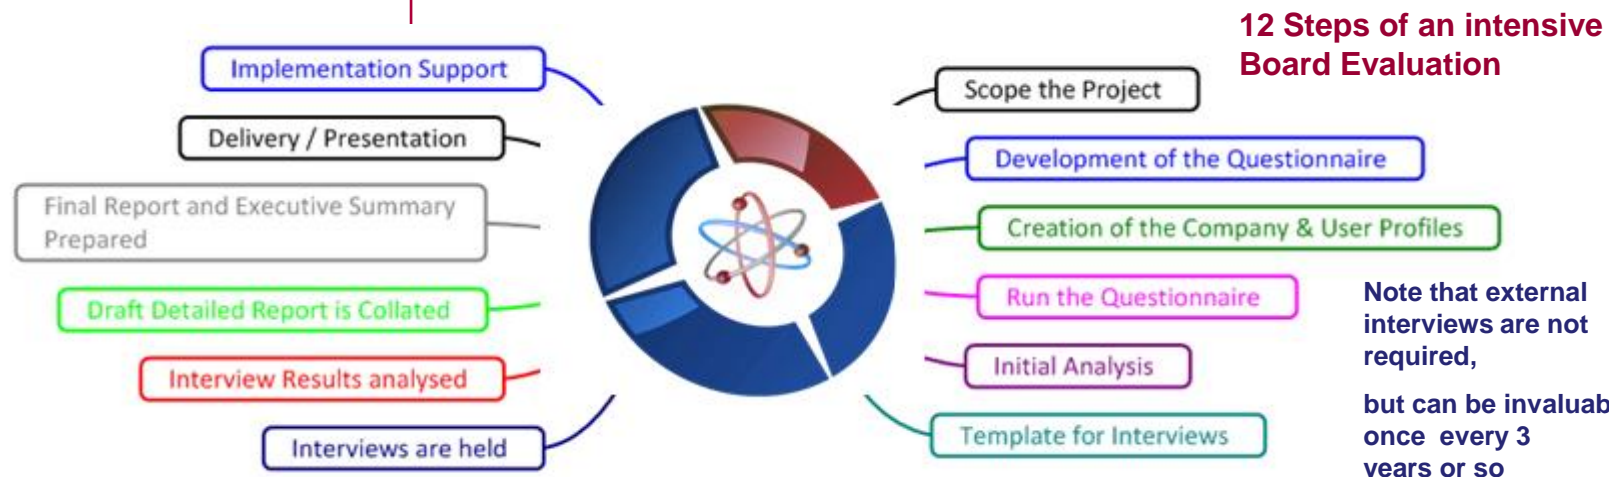 12 Steps of an intensive
Board Evaluation
Scope the Project
Development of the Questionnaire
Creation of the Company & User Profiles
Run the Questionnaire
Initial Analysis
Template for Interviews
Interviews are held
Interview Results analysed
Draft Detailed Report is Collated
Final Report and Executive Summary
Prepared
Delivery / Presentation
Implementation Support
Note that external
interviews are not
required,
but can be invaluab
once every 3
years or so